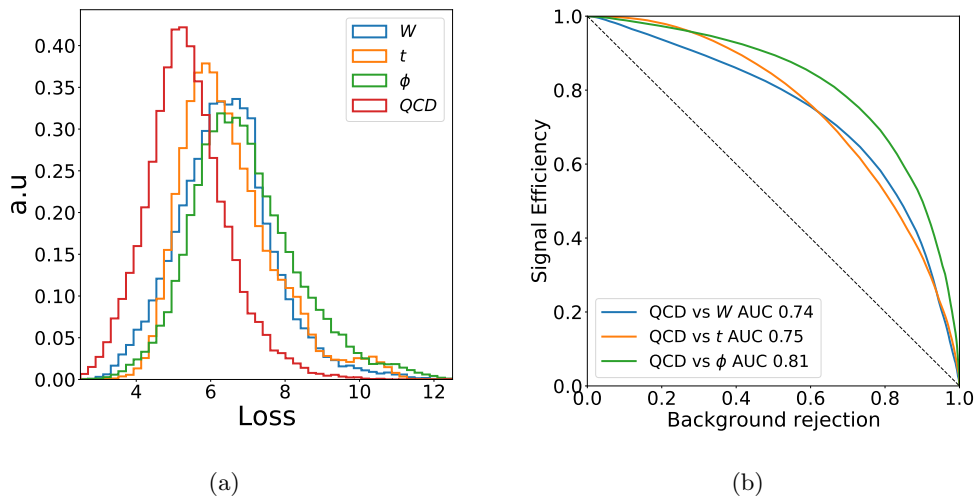 0.40
0.35
0.30
0.25
0.20
0.15
0.10
0.05
0.00
a.u
4 6 8 10 12
Loss
W
t
ϕ
QCD
(a)
1.0
0.8
0.6
0.4
0.2
0.0
Signal Efficiency
0.0 0.2 0.4 0.6 0.8 1.0
Background rejection
QCD vs W AUC 0.74
QCD vs t AUC 0.75
QCD vs ϕ AUC 0.81
(b)